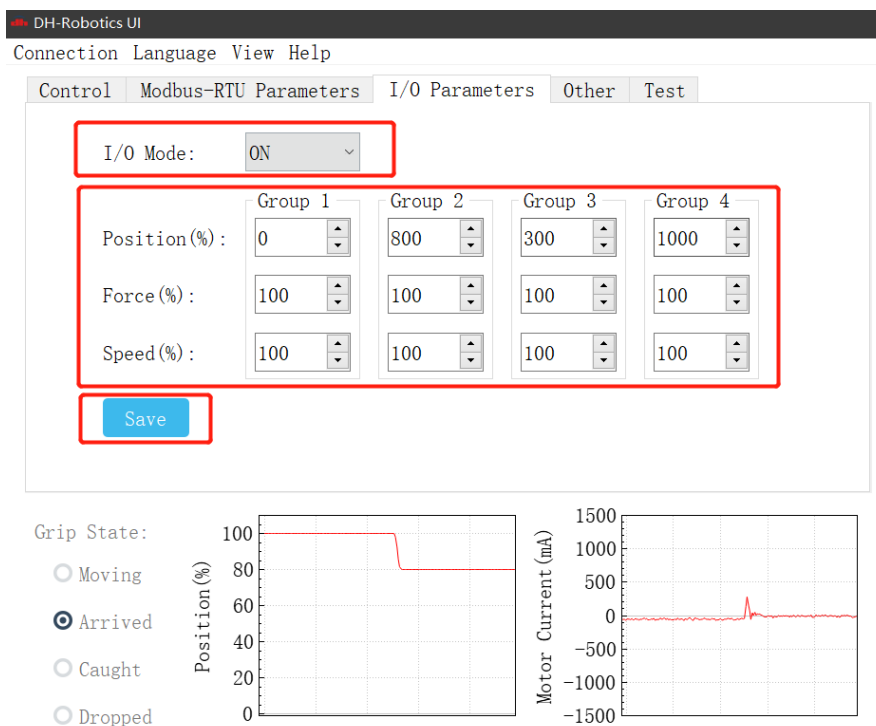 DH-Robotics UI
Connection Language View Help
Control Modbus-RTU Parameters I/O Parameters Other Test
I/O Mode: ON
Group 1 Group 2 Group 3 Group 4
Position(%): 0 800 300 1000
Force(%): 100 100 100 100
Speed(%): 100 100 100 100
Save
Grip State:
Moving
Arrived
Caught
Dropped
Position(%)
100
80
60
40
20
0
Motor Current(mA)
1500
1000
500
0
-500
-1000
-1500